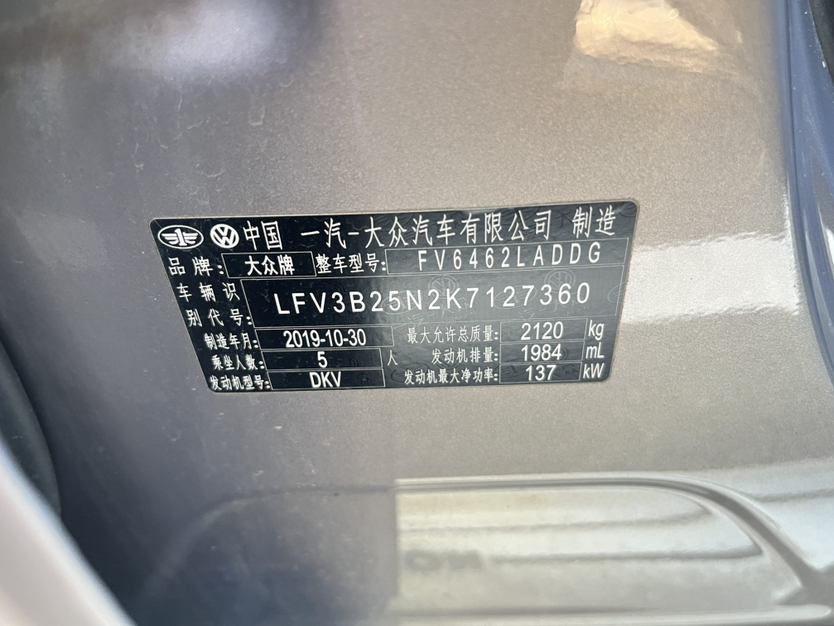 中国 一汽-大众汽车有限公司 制造
品牌: 大众牌 整车型号: FV6462LADDG
车辆识别代号: LFV3B25N2K7127360
制造年月: 2019-10-30 最大允许总质量: 2120 kg
乘坐人数: 5 人 发动机排量: 1984 mL
发动机型号: DKV 发动机最大净功率: 137 kW